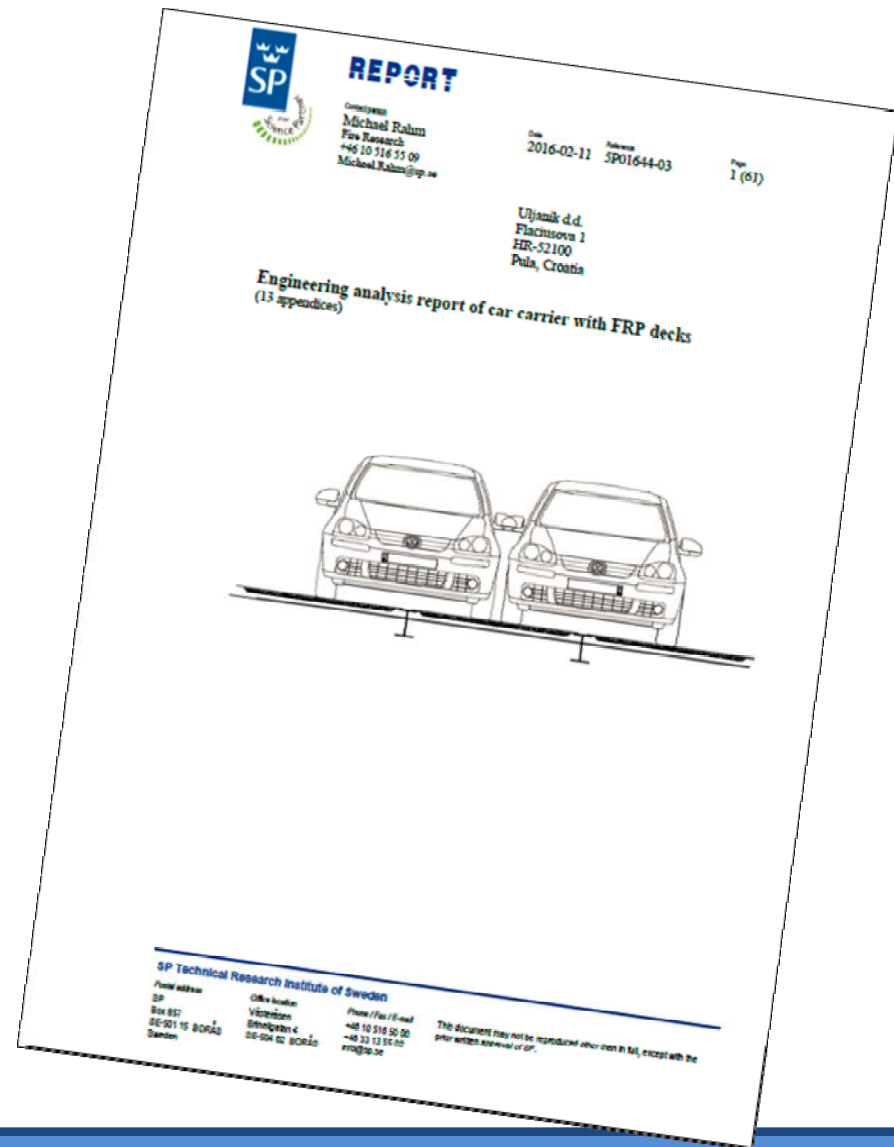 SP
Science Partner
REPORT
Contact person
Michael Rahm
Fire Research
+46 10 516 55 09
Michael.Rahm@sp.se
Date
2016-02-11
Reference
5P01644-03
Page
1 (61)
Uljanik d.d.
Flaciusova 1
HR-52100
Pula, Croatia
Engineering analysis report of car carrier with FRP decks
(13 appendices)
SP Technical Research Institute of Sweden
Postal address
SP
Box 857
SE-501 15 BORÅS
Sweden
Office location
Västeråsen
Brinellgatan 4
SE-504 62 BORÅS
Phone / Fax / E-mail
+46 10 516 50 00
+46 33 13 55 02
info@sp.se
This document may not be reproduced other than in full, except with the
prior written approval of SP.